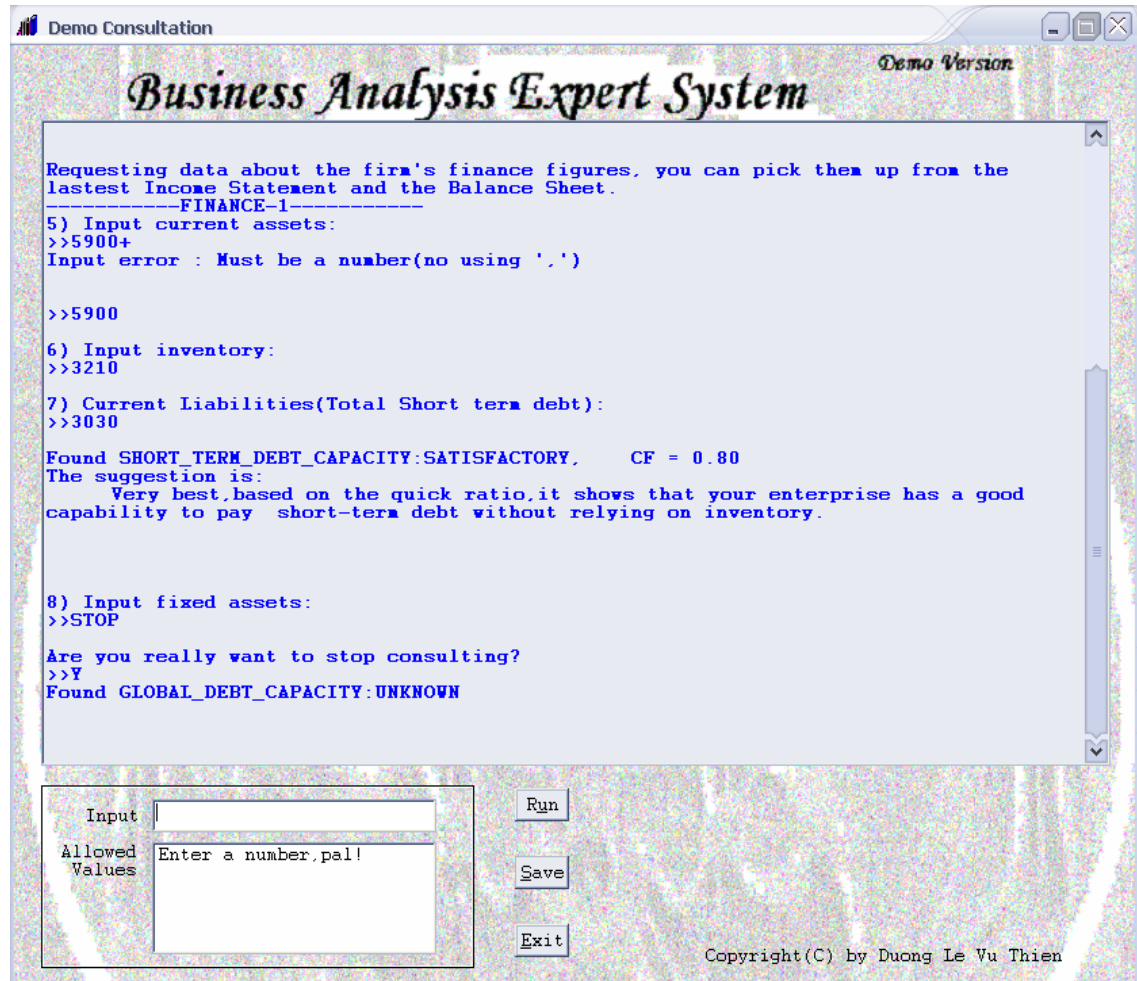 Demo Consultation
Demo Version
Business Analysis Expert System
Requesting data about the firm's finance figures, you can pick them up from the
lastest Income Statement and the Balance Sheet.
-----------FINANCE-1-----------
5) Input current assets:
>>5900+
Input error : Must be a number(no using ',')
>>5900
6) Input inventory:
>>3210
7) Current Liabilities(Total Short term debt):
>>3030
Found SHORT_TERM_DEBT_CAPACITY:SATISFACTORY,     CF = 0.80
The suggestion is:
Very best,based on the quick ratio,it shows that your enterprise has a good
capability to pay  short-term debt without relying on inventory.
8) Input fixed assets:
>>STOP
Are you really want to stop consulting?
>>Y
Found GLOBAL_DEBT_CAPACITY:UNKNOWN
Input
Run
Allowed
Values
Enter a number,pal!
Save
Exit
Copyright(C) by Duong Le Vu Thien